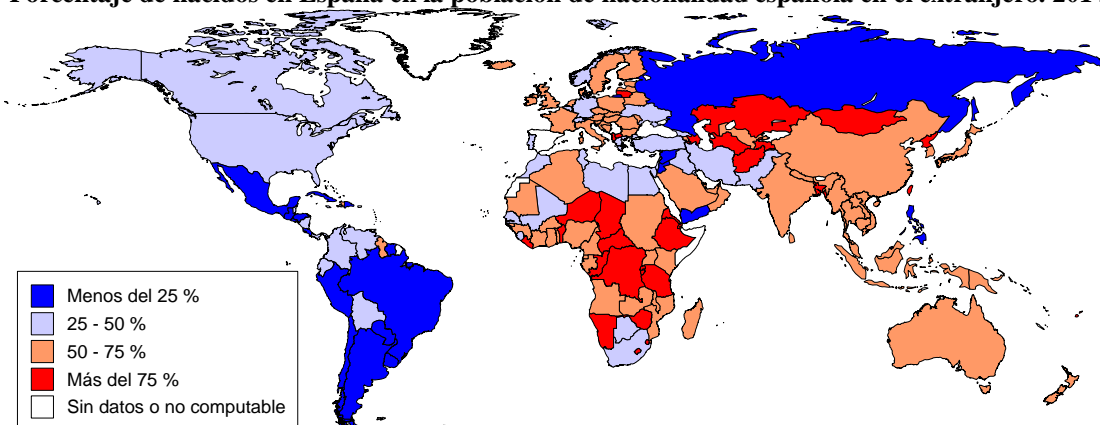 Porcentaje de nacidos en España en la población de nacionalidad española en el extranjero.
Menos del 25 %
25 - 50 %
50 - 75 %
Más del 75 %
Sin datos o no computable